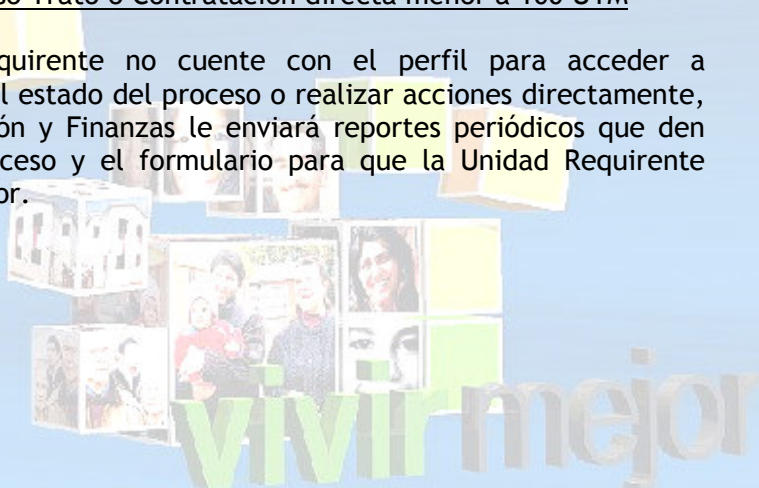 so Trato o Contratación directa menor a 100 UTM
quirente no cuente con el perfil para acceder a
l estado del proceso o realizar acciones directamente,
ón y Finanzas le enviará reportes periódicos que den
ceso y el formulario para que la Unidad Requirente
or.
vivir mejor